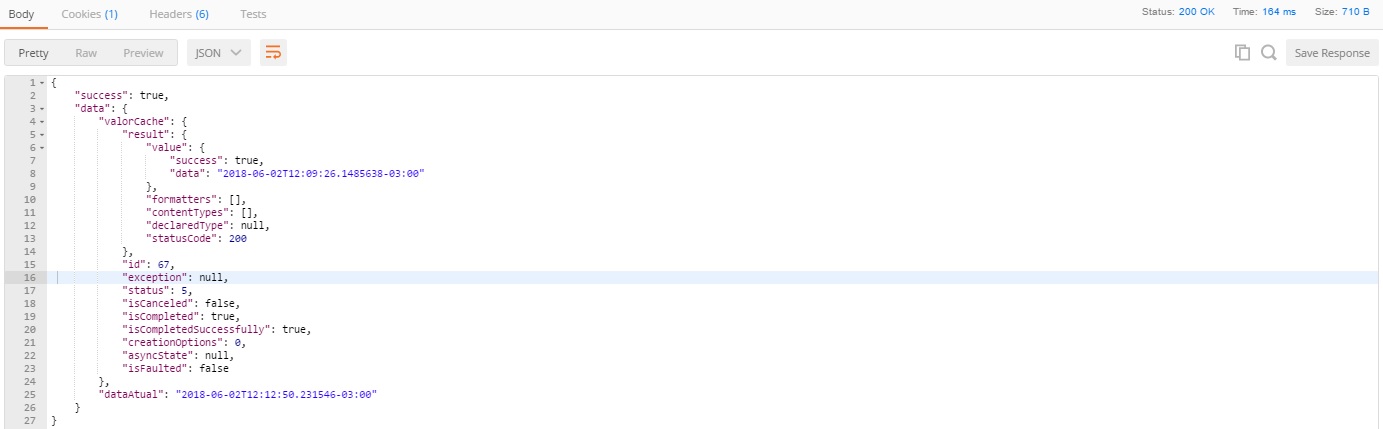 Body Cookies (1) Headers (6) Tests Status: 200 OK Time: 164 ms Size: 710 B
Pretty Raw Preview JSON Save Response
1 {
2     "success": true,
3     "data": {
4         "valorCache": {
5             "result": {
6                 "value": {
7                     "success": true,
8                     "data": "2018-06-02T12:09:26.1485638-03:00"
9                 },
10                 "formatters": [],
11                 "contentTypes": [],
12                 "declaredType": null,
13                 "statusCode": 200
14             },
15             "id": 67,
16             "exception": null,
17             "status": 5,
18             "isCanceled": false,
19             "isCompleted": true,
20             "isCompletedSuccessfully": true,
21             "creationOptions": 0,
22             "asyncState": null,
23             "isFaulted": false
24         },
25         "dataAtual": "2018-06-02T12:12:50.231546-03:00"
26     }
27 }